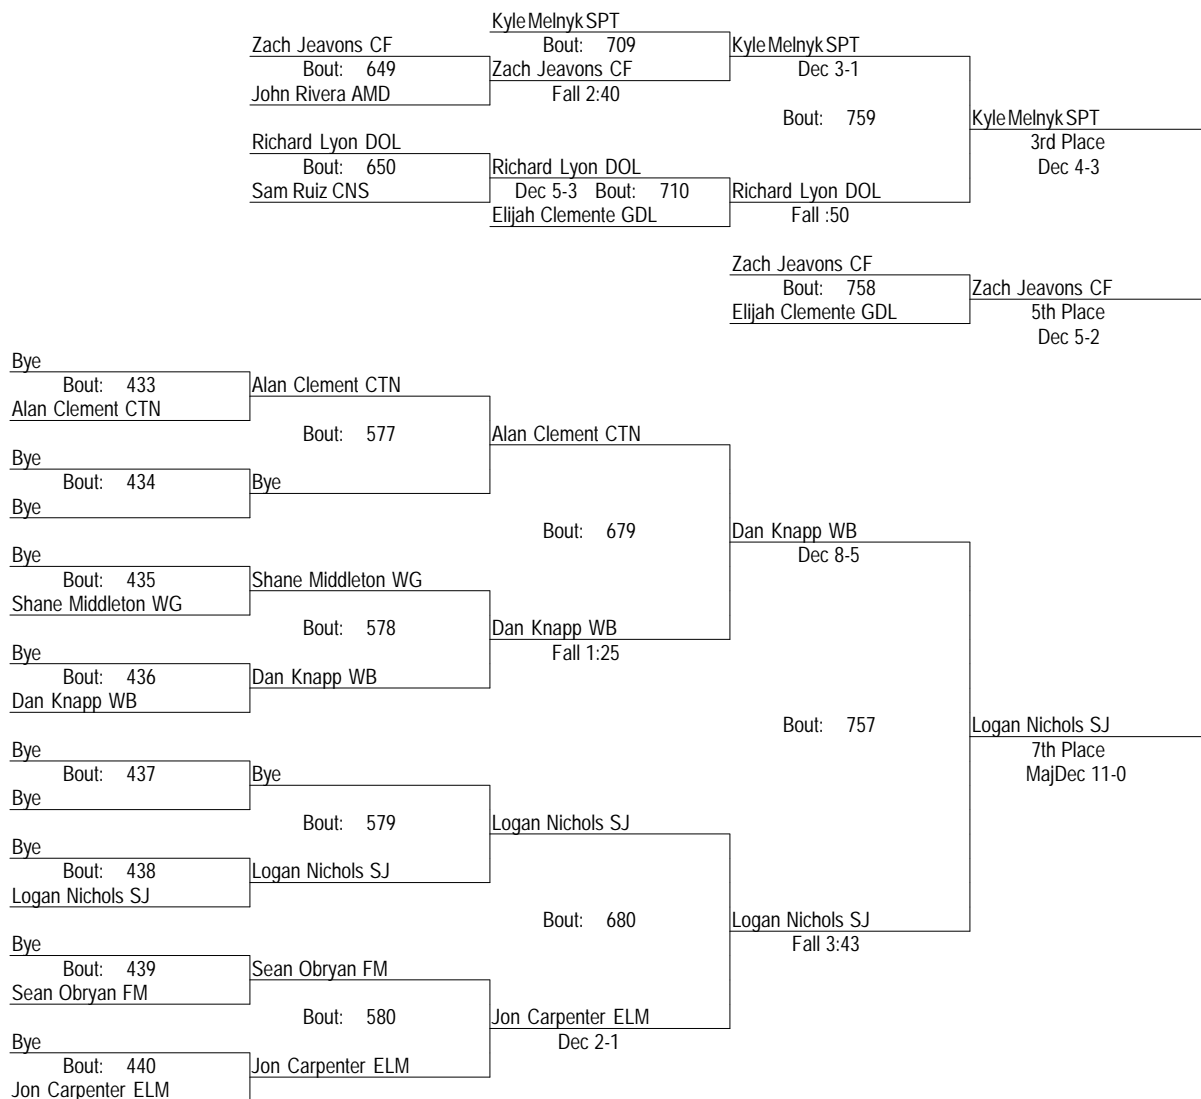 Kyle Melnyk SPT
Zach Jeavons CF
Bout: 709
Kyle Melnyk SPT
Bout: 649
Zach Jeavons CF
Dec 3-1
John Rivera AMD
Fall 2:40
Bout: 759
Kyle Melnyk SPT
Richard Lyon DOL
3rd Place
Bout: 650
Richard Lyon DOL
Dec 4-3
Sam Ruiz CNS
Dec 5-3 Bout: 710
Richard Lyon DOL
Elijah Clemente GDL
Fall :50
Zach Jeavons CF
Bout: 758
Zach Jeavons CF
Elijah Clemente GDL
5th Place
Dec 5-2
Bye
Bout: 433
Alan Clement CTN
Alan Clement CTN
Bout: 577
Alan Clement CTN
Bye
Bout: 434
Bye
Bye
Bout: 679
Dan Knapp WB
Bye
Dec 8-5
Bout: 435
Shane Middleton WG
Shane Middleton WG
Bout: 578
Dan Knapp WB
Bye
Fall 1:25
Bout: 436
Dan Knapp WB
Dan Knapp WB
Bout: 757
Logan Nichols SJ
Bye
7th Place
Bout: 437
Bye
MajDec 11-0
Bye
Bout: 579
Logan Nichols SJ
Bye
Bout: 438
Logan Nichols SJ
Logan Nichols SJ
Bout: 680
Logan Nichols SJ
Bye
Fall 3:43
Bout: 439
Sean Obryan FM
Sean Obryan FM
Bout: 580
Jon Carpenter ELM
Bye
Dec 2-1
Bout: 440
Jon Carpenter ELM
Jon Carpenter ELM